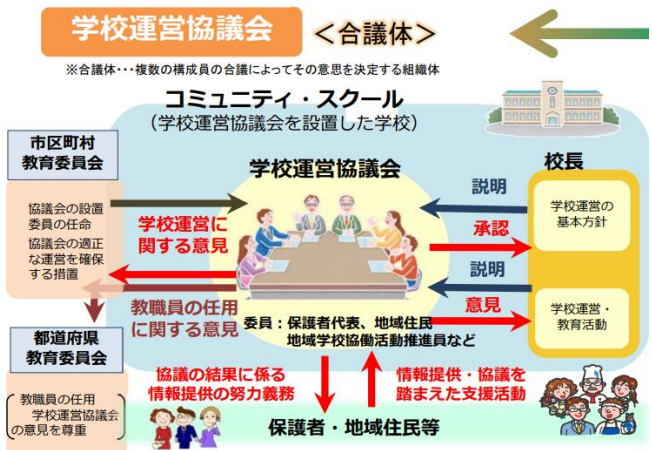 学校運営協議会 <合議体>
※合議体・・・複数の構成員の合議によってその意思を決定する組織体
コミュニティ・スクール
(学校運営協議会を設置した学校)
市区町村
教育委員会
協議会の設置
委員の任命
協議会の適正
な運営を確保
する措置
都道府県
教育委員会
教職員の任用
学校運営協議会
の意見を尊重
学校運営協議会
学校運営に
関する意見
教職員の任用
に関する意見
委員:保護者代表、地域住民
地域学校協働活動推進員など
説明
承認
説明
意見
校長
学校運営の
基本方針
学校運営・
教育活動
協議の結果に係る
情報提供の努力義務
情報提供・協議を
踏まえた支援活動
保護者・地域住民等